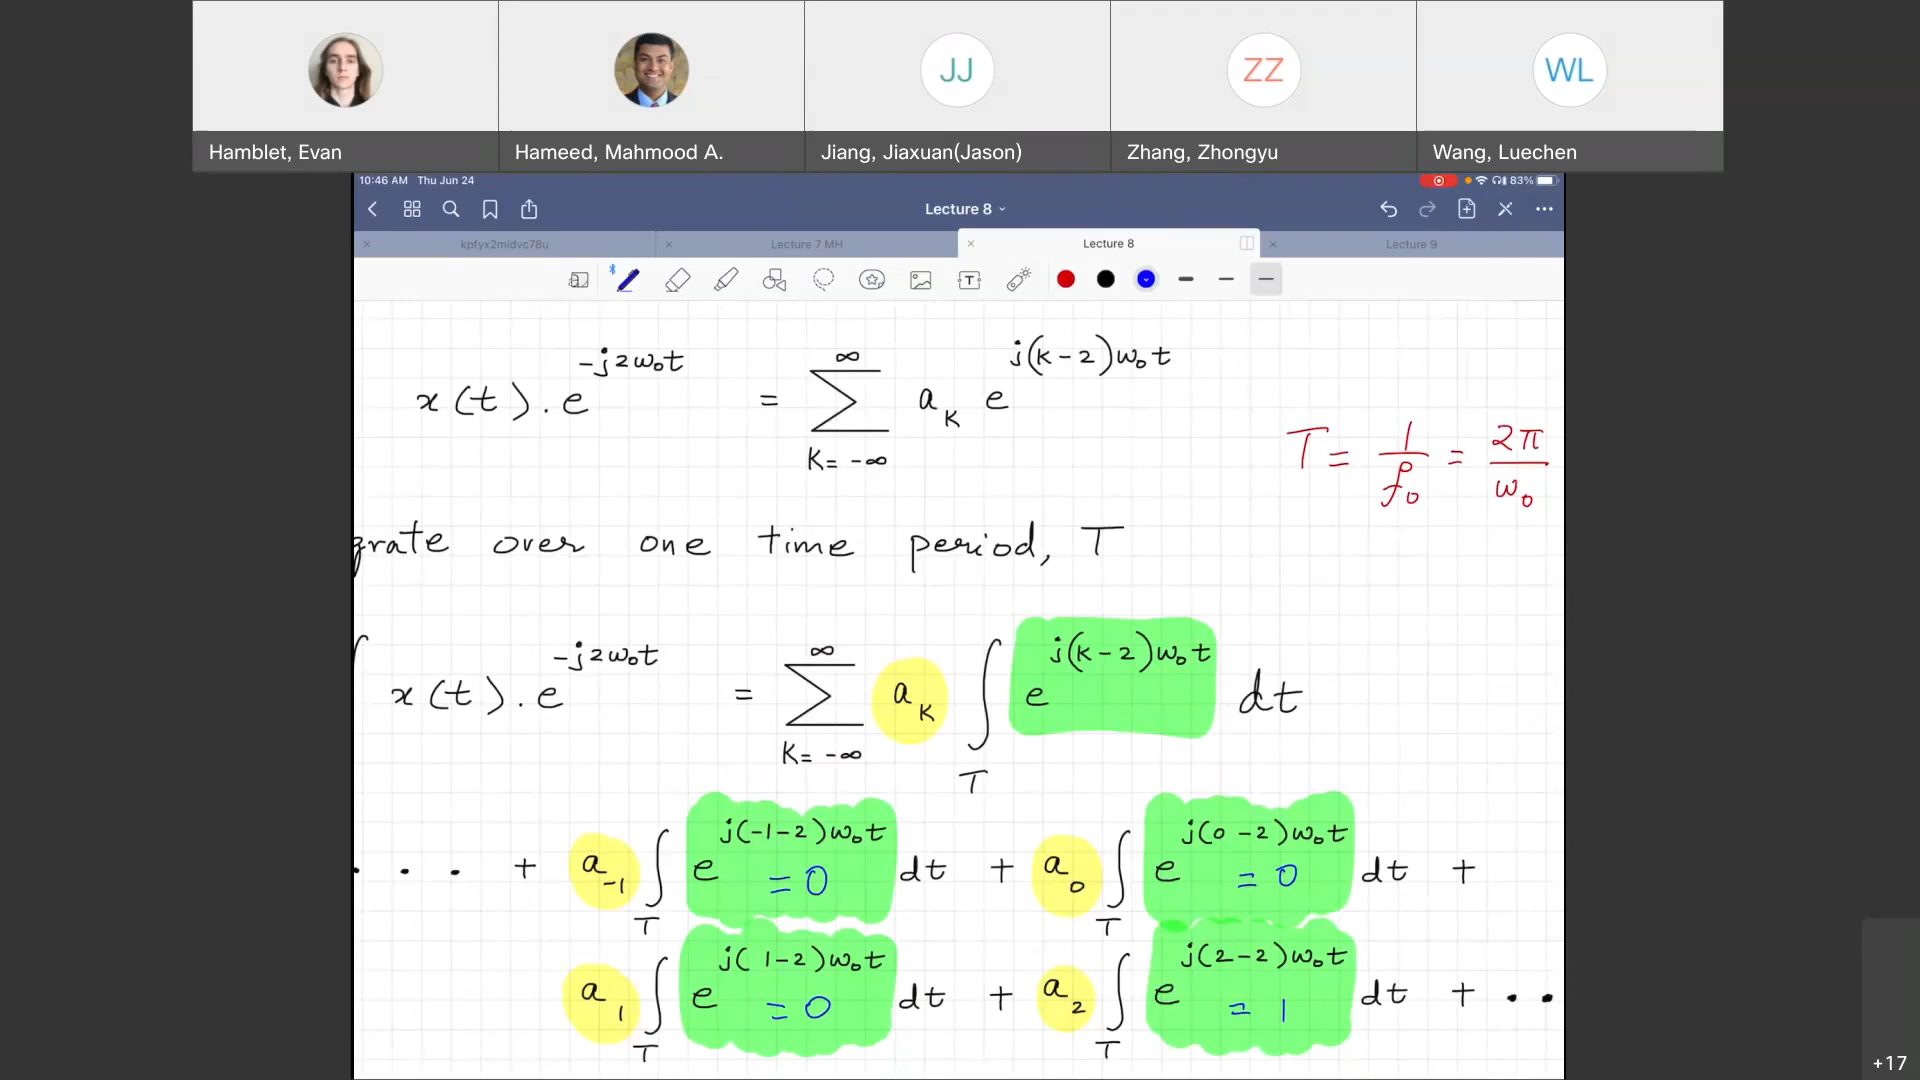 JJ
ZZ
WL
Hamblet, Evan
Hameed, Mahmood A.
Jiang, Jiaxuan(Jason)
Zhang, Zhongyu
Wang, Luechen
10:46 AM Thu Jun 24
83%
Lecture 8
kpfyx2midvc78u
Lecture 7 MH
Lecture 8
Lecture 9
x(t).e^{-j2ω₀t} = ∑_{K=-∞}^{∞} a_K e^{j(K-2)ω₀t}
T = 1/f₀ = 2π/ω₀
grate over one time period, T
∫ x(t).e^{-j2ω₀t} = ∑_{K=-∞}^{∞} a_K ∫_T e^{j(K-2)ω₀t} dt
. . . + a_{-1} ∫_T e^{j(-1-2)ω₀t} = 0 dt + a_0 ∫_T e^{j(0-2)ω₀t} = 0 dt +
a_1 ∫_T e^{j(1-2)ω₀t} = 0 dt + a_2 ∫_T e^{j(2-2)ω₀t} = 1 dt + . .
+17